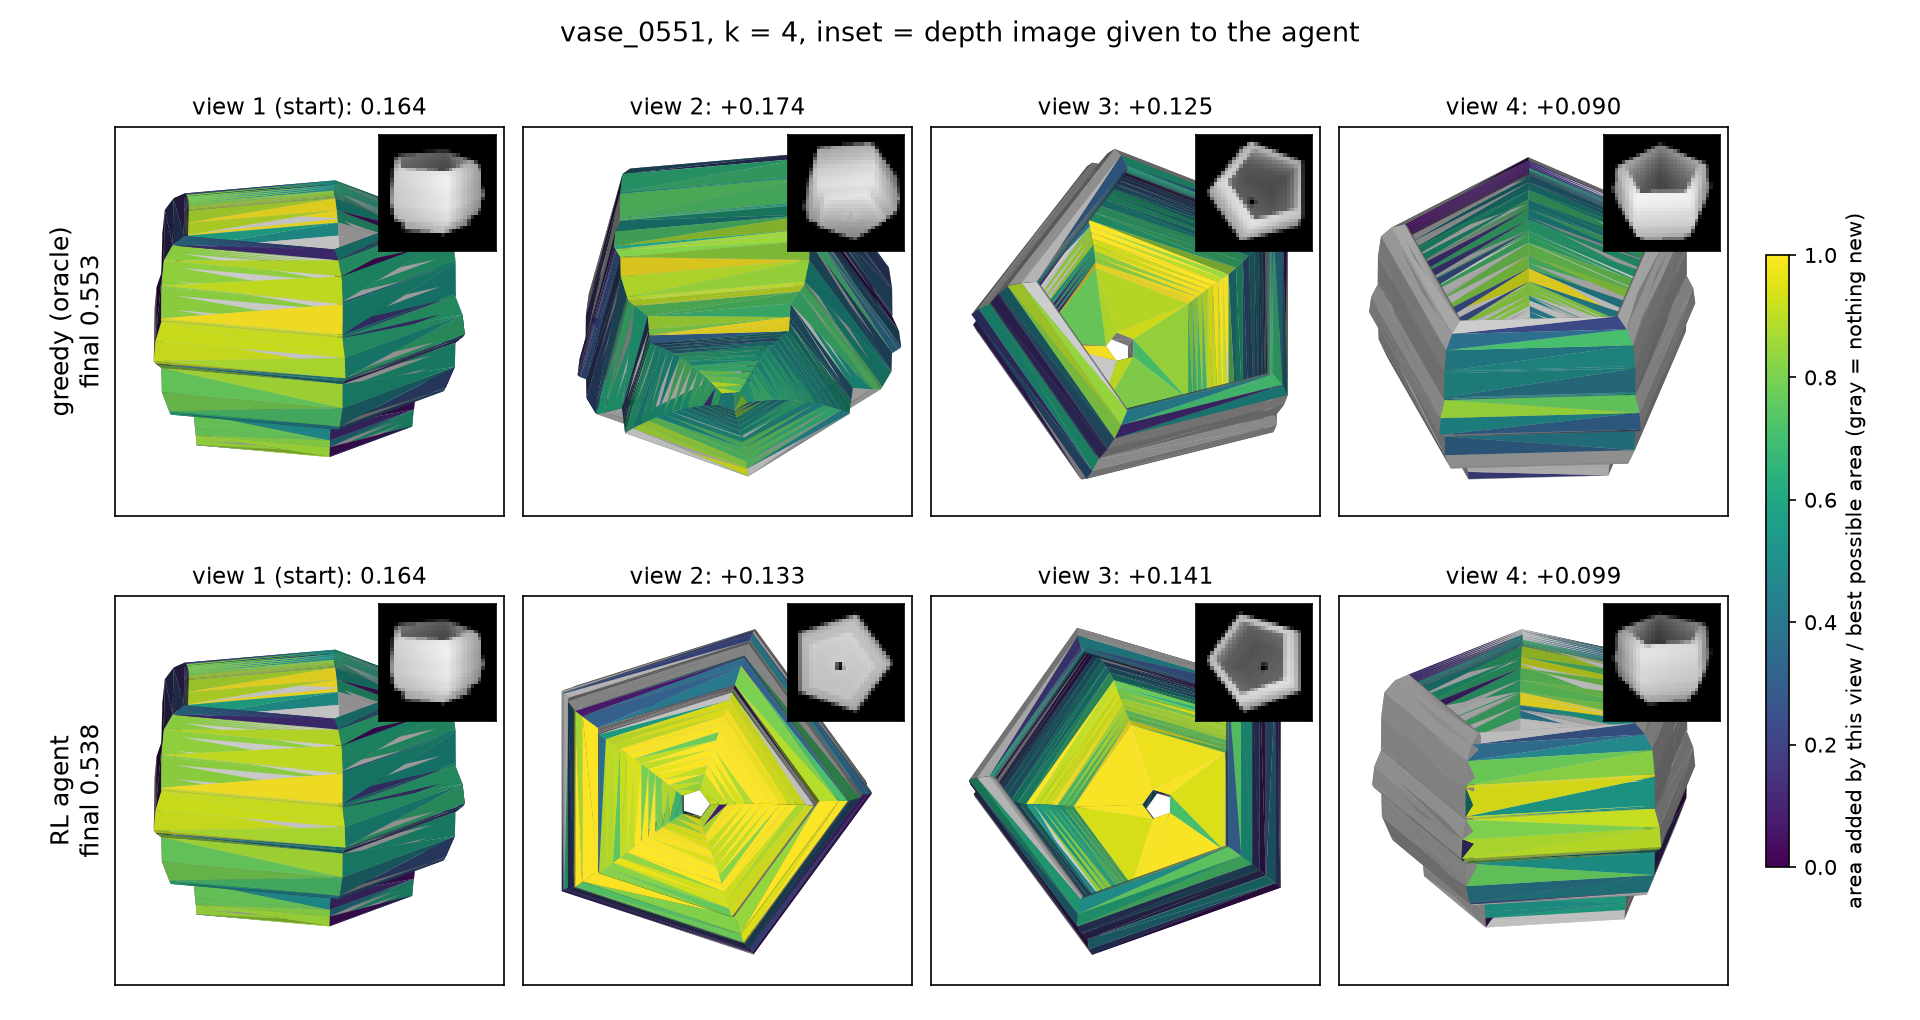 vase_0551, k = 4, inset = depth image given to the agent
view 1 (start): 0.164
view 2: +0.174
view 3: +0.125
view 4: +0.090
greedy (oracle)
final 0.553
view 1 (start): 0.164
view 2: +0.133
view 3: +0.141
view 4: +0.099
RL agent
final 0.538
1.0
0.8
0.6
0.4
0.2
0.0
area added by this view / best possible area (gray = nothing new)